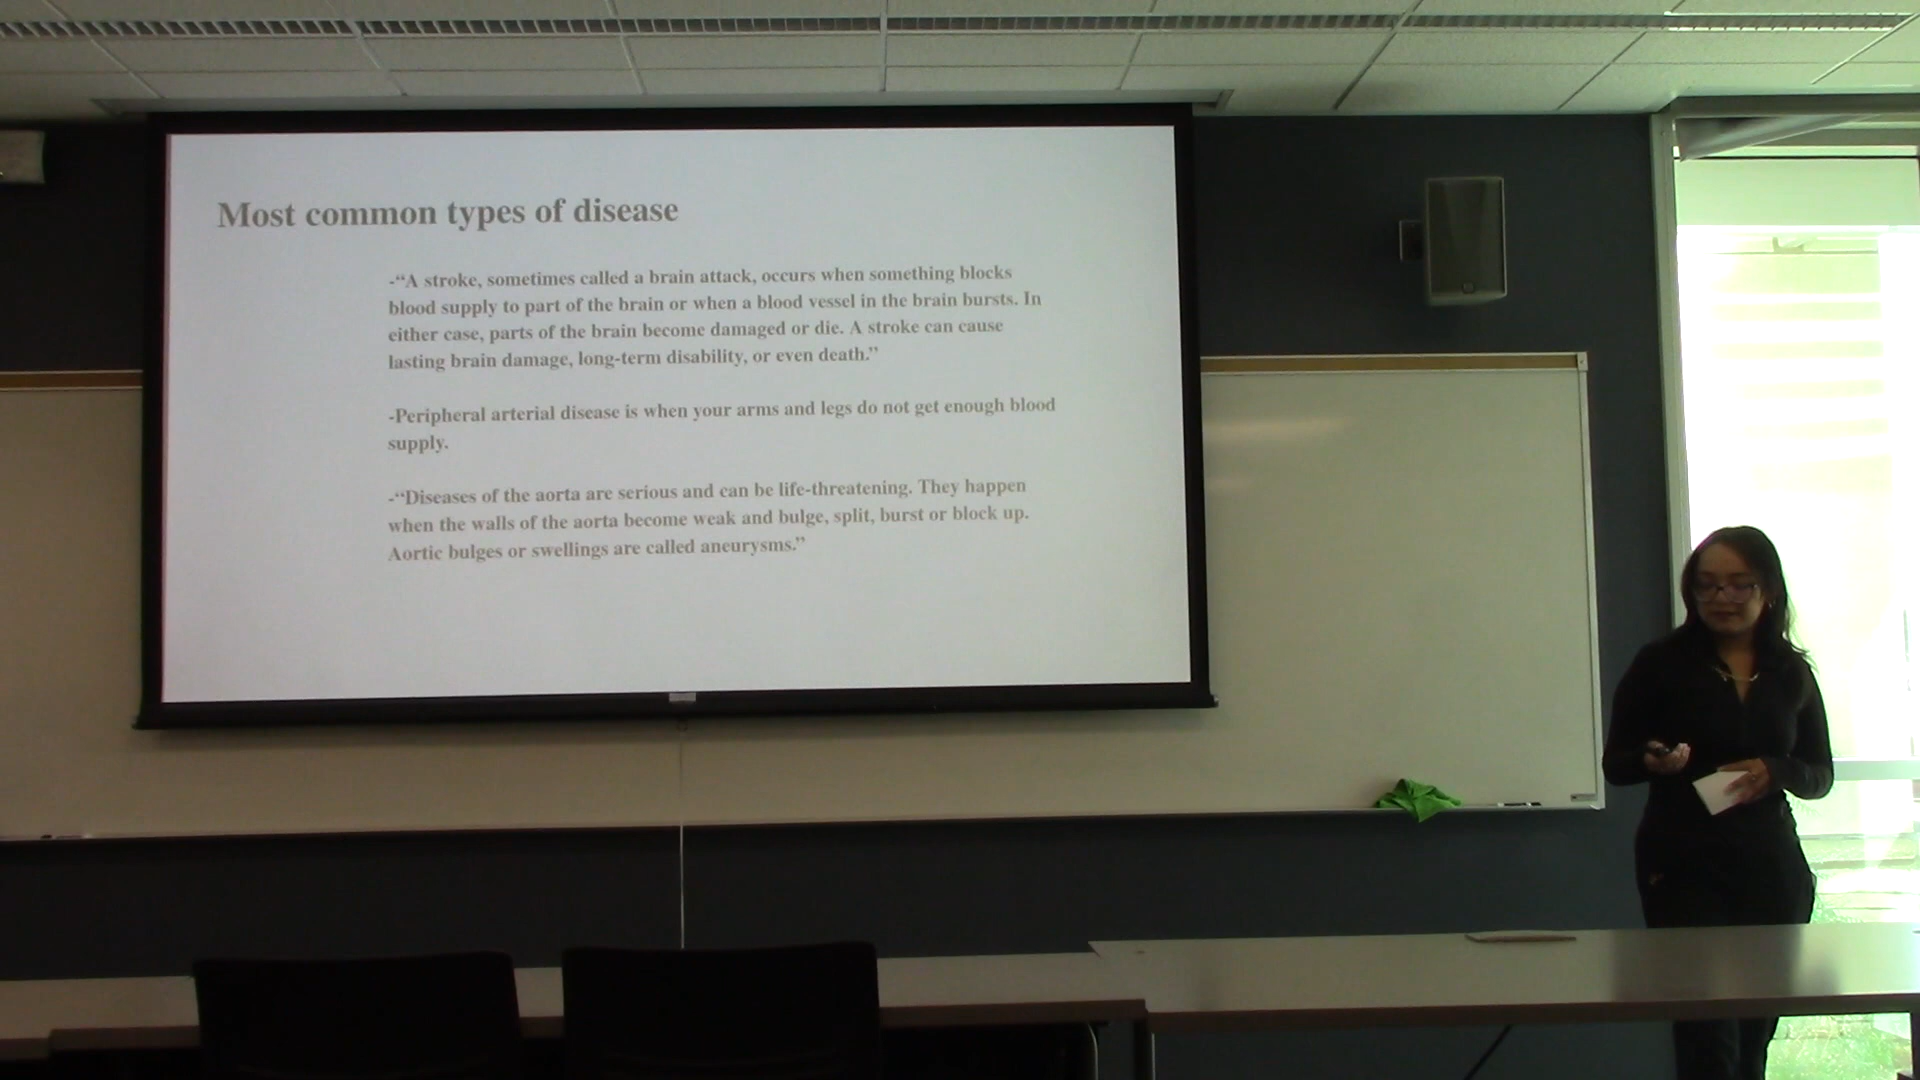 Most common types of disease
-“A stroke, sometimes called a brain attack, occurs when something blocks
blood supply to part of the brain or when a blood vessel in the brain bursts. In
either case, parts of the brain become damaged or die. A stroke can cause
lasting brain damage, long-term disability, or even death.”
-Peripheral arterial disease is when your arms and legs do not get enough blood
supply.
-“Diseases of the aorta are serious and can be life-threatening. They happen
when the walls of the aorta become weak and bulge, split, burst or block up.
Aortic bulges or swellings are called aneurysms.”